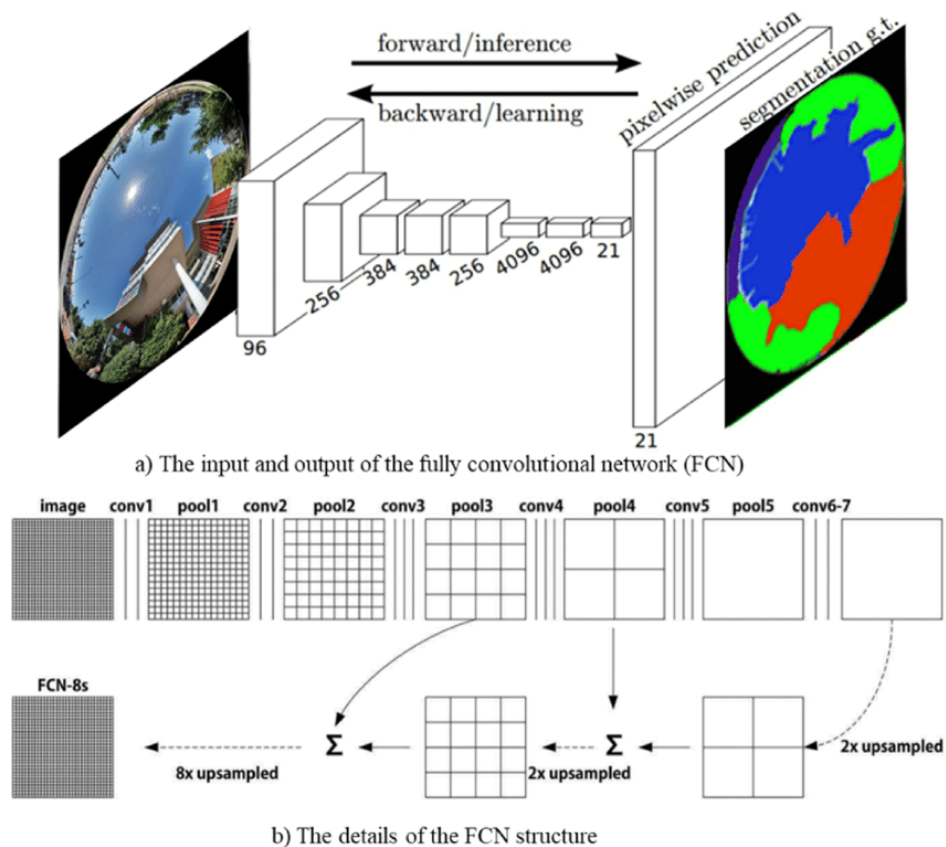 forward/inference
backward/learning
pixelwise prediction
segmentation g.t.
96
256
384
384
256
4096
4096
21
21
a) The input and output of the fully convolutional network (FCN)
image conv1 pool1 conv2 pool2 conv3 pool3 conv4 pool4 conv5 pool5 conv6-7
FCN-8s
Σ
Σ
2x upsampled
8x upsampled
2x upsampled
b) The details of the FCN structure